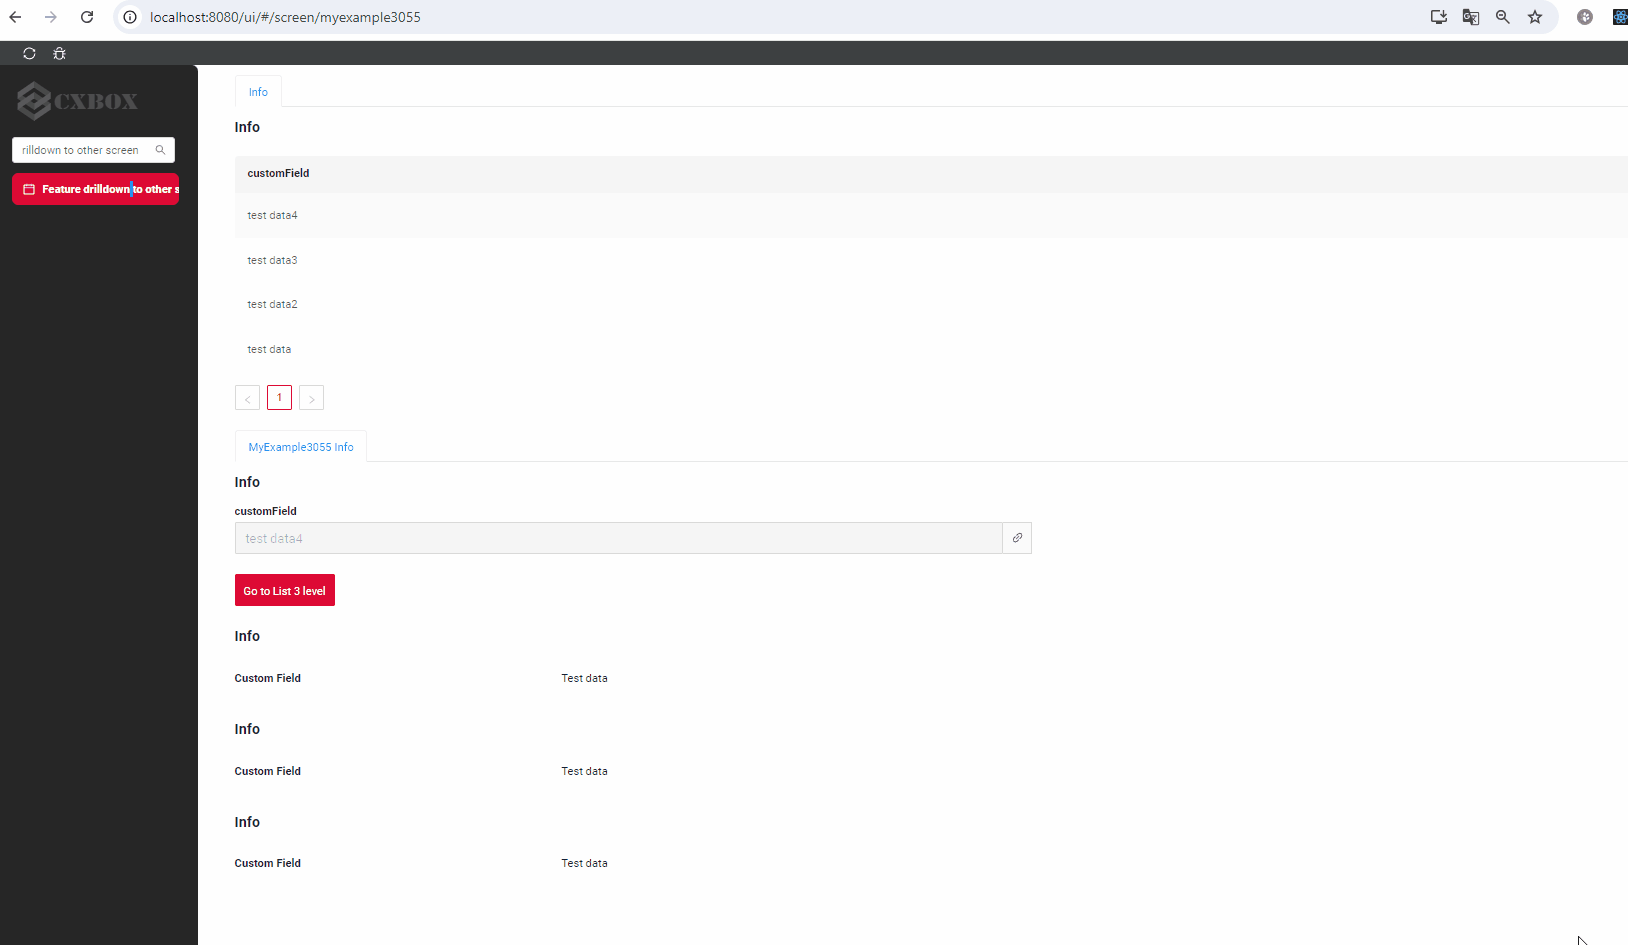 localhost:8080/ui/#/screen/myexample3055
CXBOX
rilldown to other screen
Feature drilldown to other s
Info
Info
customField
test data4
test data3
test data2
test data
< 1 >
MyExample3055 Info
Info
customField
test data4
Go to List 3 level
Info
Custom Field Test data
Info
Custom Field Test data
Info
Custom Field Test data